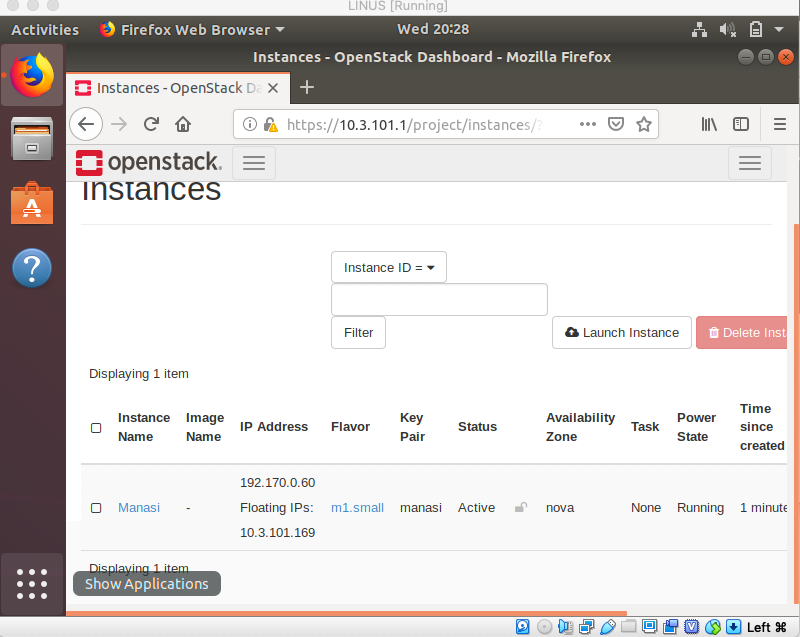 LINUS [Running]
Activities Firefox Web Browser Wed 20:28
Instances - OpenStack Dashboard - Mozilla Firefox
Instances - OpenStack Da
https://10.3.101.1/project/instances/?
openstack.
Instances
Instance ID =
Filter
Launch Instance
Delete Inst
Displaying 1 item
Instance Name
Image Name
IP Address
Flavor
Key Pair
Status
Availability Zone
Task
Power State
Time since created
Manasi
-
192.170.0.60
Floating IPs:
10.3.101.169
m1.small
manasi
Active
nova
None
Running
1 minute
Displaying 1 item
Show Applications
Left ⌘